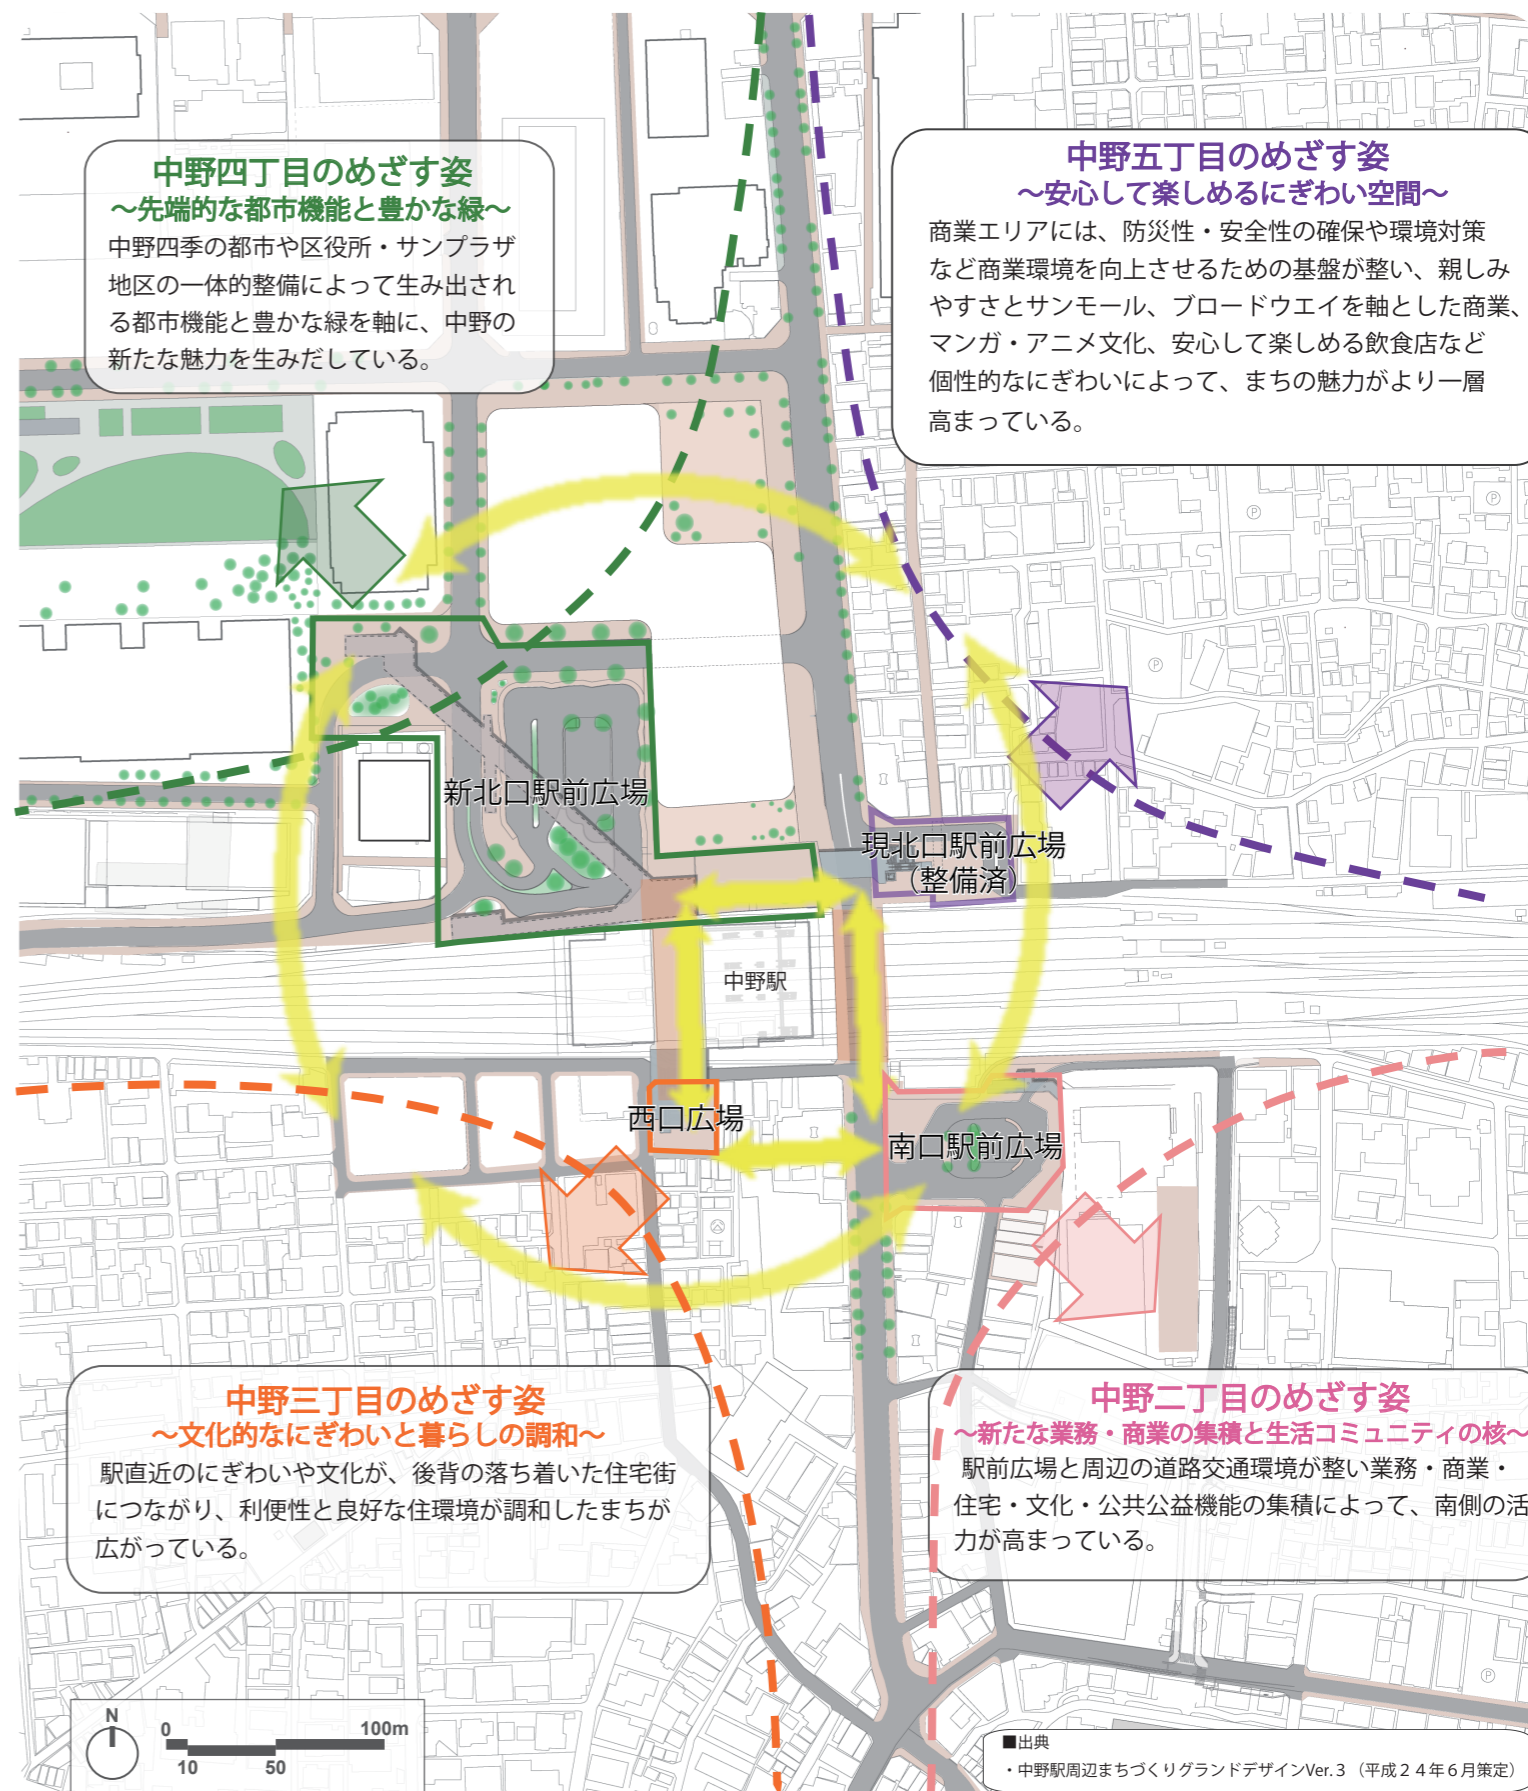 中野四丁目のめざす姿
～先端的な都市機能と豊かな緑～
中野四季の都市や区役所・サンプラザ
地区の一体的整備によって生み出され
る都市機能と豊かな緑を軸に、中野の
新たな魅力を生みだしている。
中野五丁目のめざす姿
～安心して楽しめるにぎわい空間～
商業エリアには、防災性・安全性の確保や環境対策
など商業環境を向上させるための基盤が整い、親しみ
やすさとサンモール、ブロードウエイを軸とした商業、
マンガ・アニメ文化、安心して楽しめる飲食店など
個性的なにぎわいによって、まちの魅力がより一層
高まっている。
P
P
P
新北口駅前広場
現北口駅前広場
（整備済）
中野駅
西口広場
南口駅前広場
中野三丁目のめざす姿
～文化的なにぎわいと暮らしの調和～
駅直近のにぎわいや文化が、後背の落ち着いた住宅街
につながり、利便性と良好な住環境が調和したまちが
広がっている。
中野二丁目のめざす姿
～新たな業務・商業の集積と生活コミュニティの核～
駅前広場と周辺の道路交通環境が整い業務・商業・
住宅・文化・公共公益機能の集積によって、南側の活
力が高まっている。
P
N
0 100m
10 50
■出典
・中野駅周辺まちづくりグランドデザインVer.３（平成２４年６月策定）